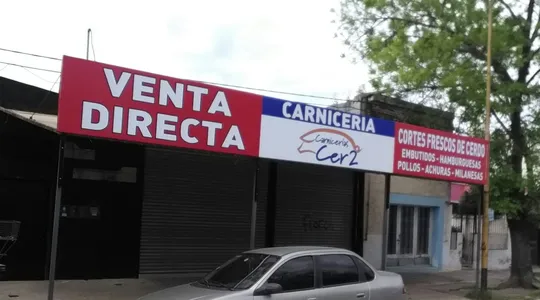 VENTA
DIRECTA
CARNICERIA
Carnicería
Cer2
CORTES FRESCOS DE CERDO
EMBUTIDOS - HAMBURGUESAS
POLLOS - ACHURAS - MILANESAS